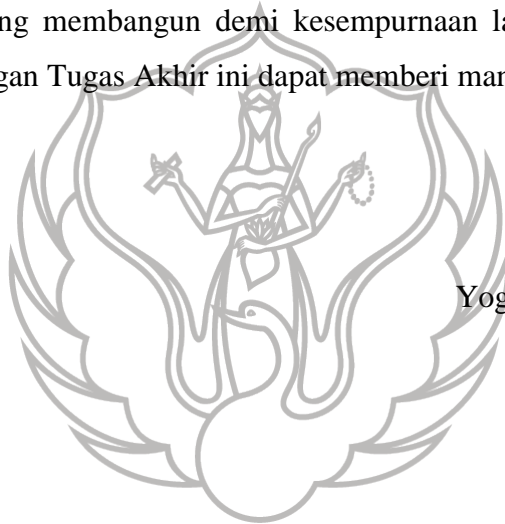 ng membangun demi kesempurnaan la
gan Tugas Akhir ini dapat memberi man
Yog